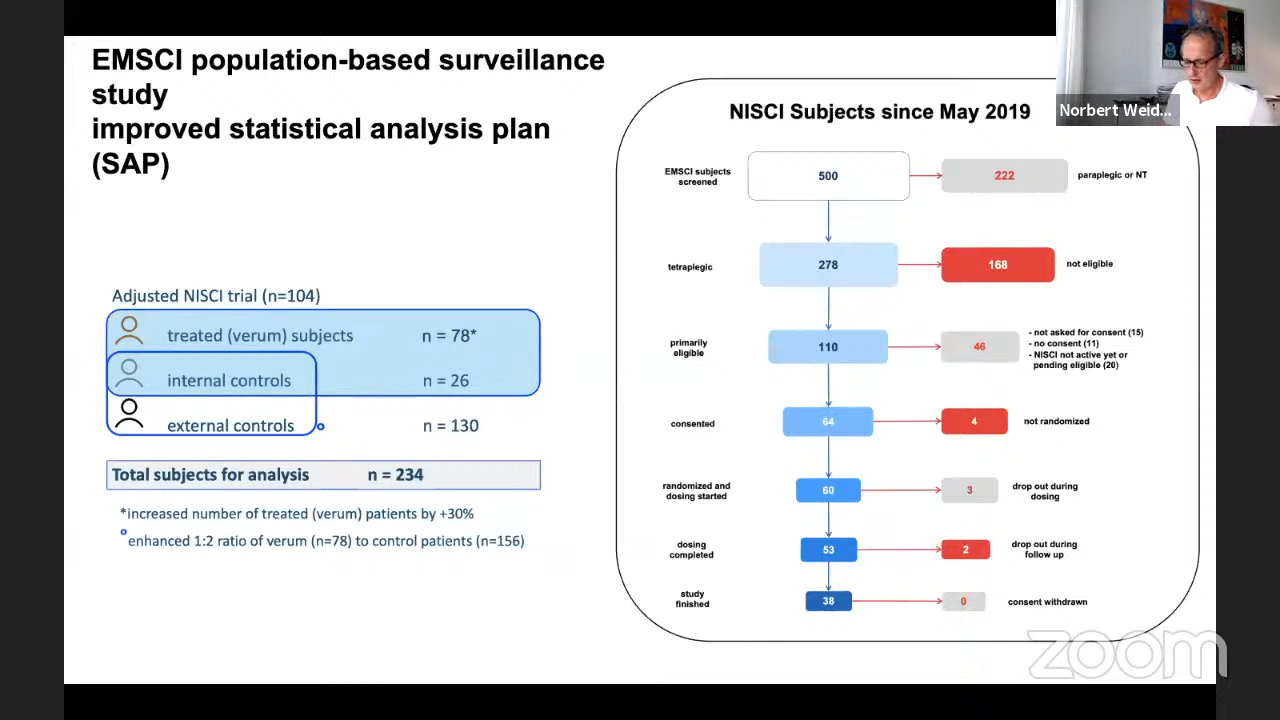 EMSCI population-based surveillance
study
improved statistical analysis plan
(SAP)
Adjusted NISCI trial (n=104)
treated (verum) subjects n = 78*
internal controls n = 26
external controls n = 130
Total subjects for analysis n = 234
*increased number of treated (verum) patients by +30%
°enhanced 1:2 ratio of verum (n=78) to control patients (n=156)
NISCI Subjects since May 2019
EMSCI subjects
screened
500
222
paraplegic or NT
tetraplegic
278
168
not eligible
primarily
eligible
110
46
- not asked for consent (15)
- no consent (11)
- NISCI not active yet or
pending eligible (20)
consented
64
4
not randomized
randomized and
dosing started
60
3
drop out during
dosing
dosing
completed
53
2
drop out during
follow up
study
finished
38
0
consent withdrawn
Norbert Weid...
zoom